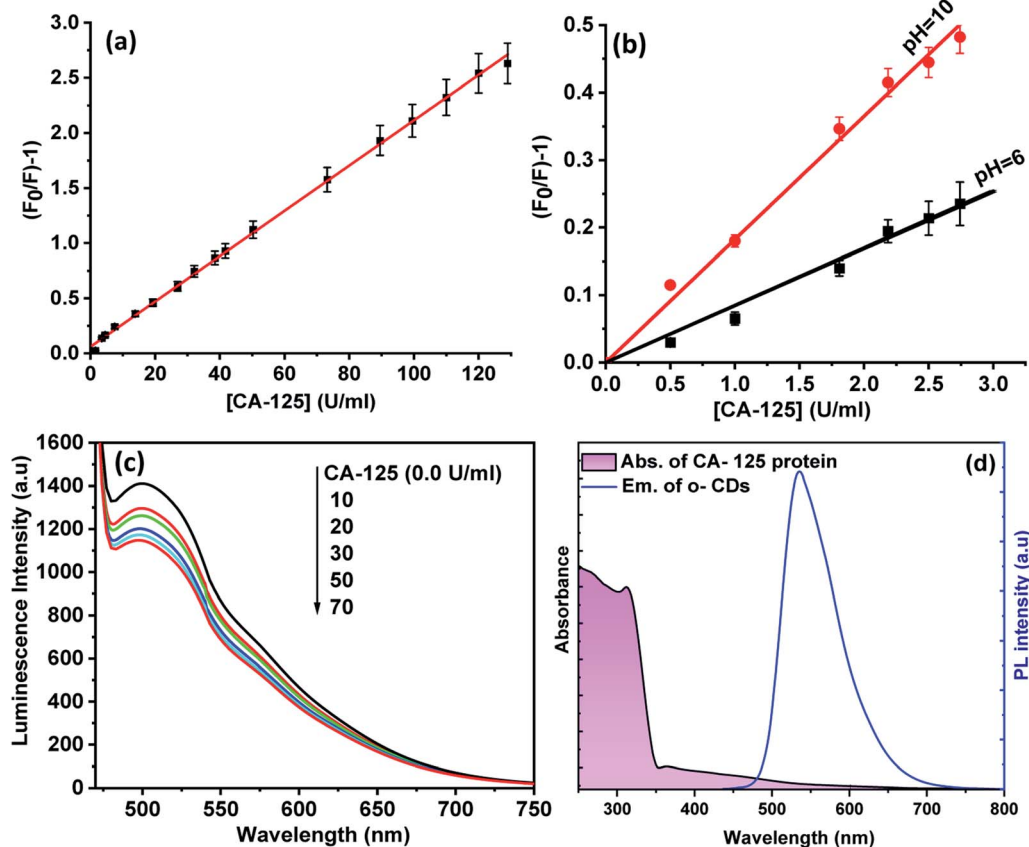 (a)
3.0
2.5
2.0
1.5
1.0
0.5
0.0
(F0/F)-1)
0 20 40 60 80 100 120
[CA-125] (U/ml)
(b)
0.5
0.4
0.3
0.2
0.1
0.0
(F0/F)-1)
pH=10
pH=6
0.0 0.5 1.0 1.5 2.0 2.5 3.0
[CA-125] (U/ml)
(c)
1600
1400
1200
1000
800
600
400
200
0
Luminescence Intensity (a.u)
CA-125 (0.0 U/ml)
10
20
30
50
70
500 550 600 650 700 750
Wavelength (nm)
(d)
Abs. of CA- 125 protein
Em. of o- CDs
Absorbance
PL intensity (a.u)
300 400 500 600 700 800
Wavelength (nm)